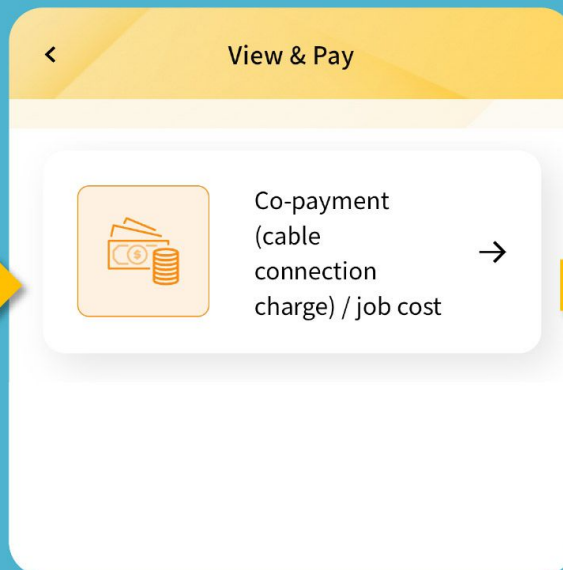 View & Pay
Co-payment
(cable
connection
charge) / job cost